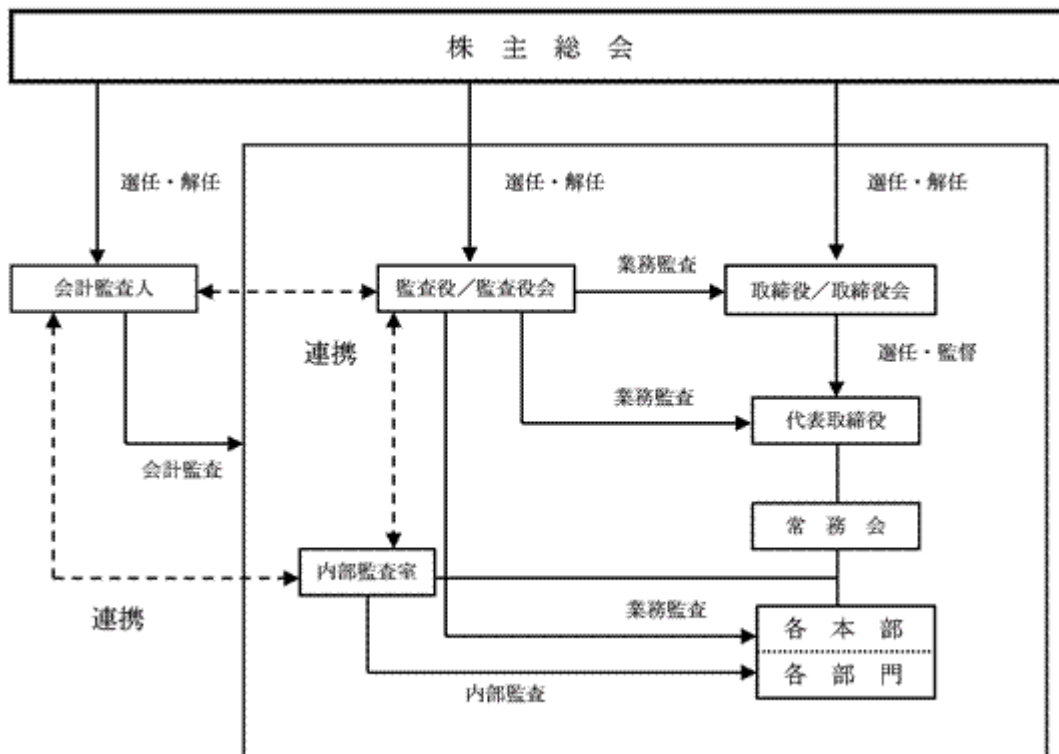 株主総会
選任・解任
選任・解任
選任・解任
会計監査人
監査役／監査役会
業務監査
取締役／取締役会
連携
選任・監督
業務監査
代表取締役
会計監査
常務会
内部監査室
連携
業務監査
各本部
各部門
内部監査